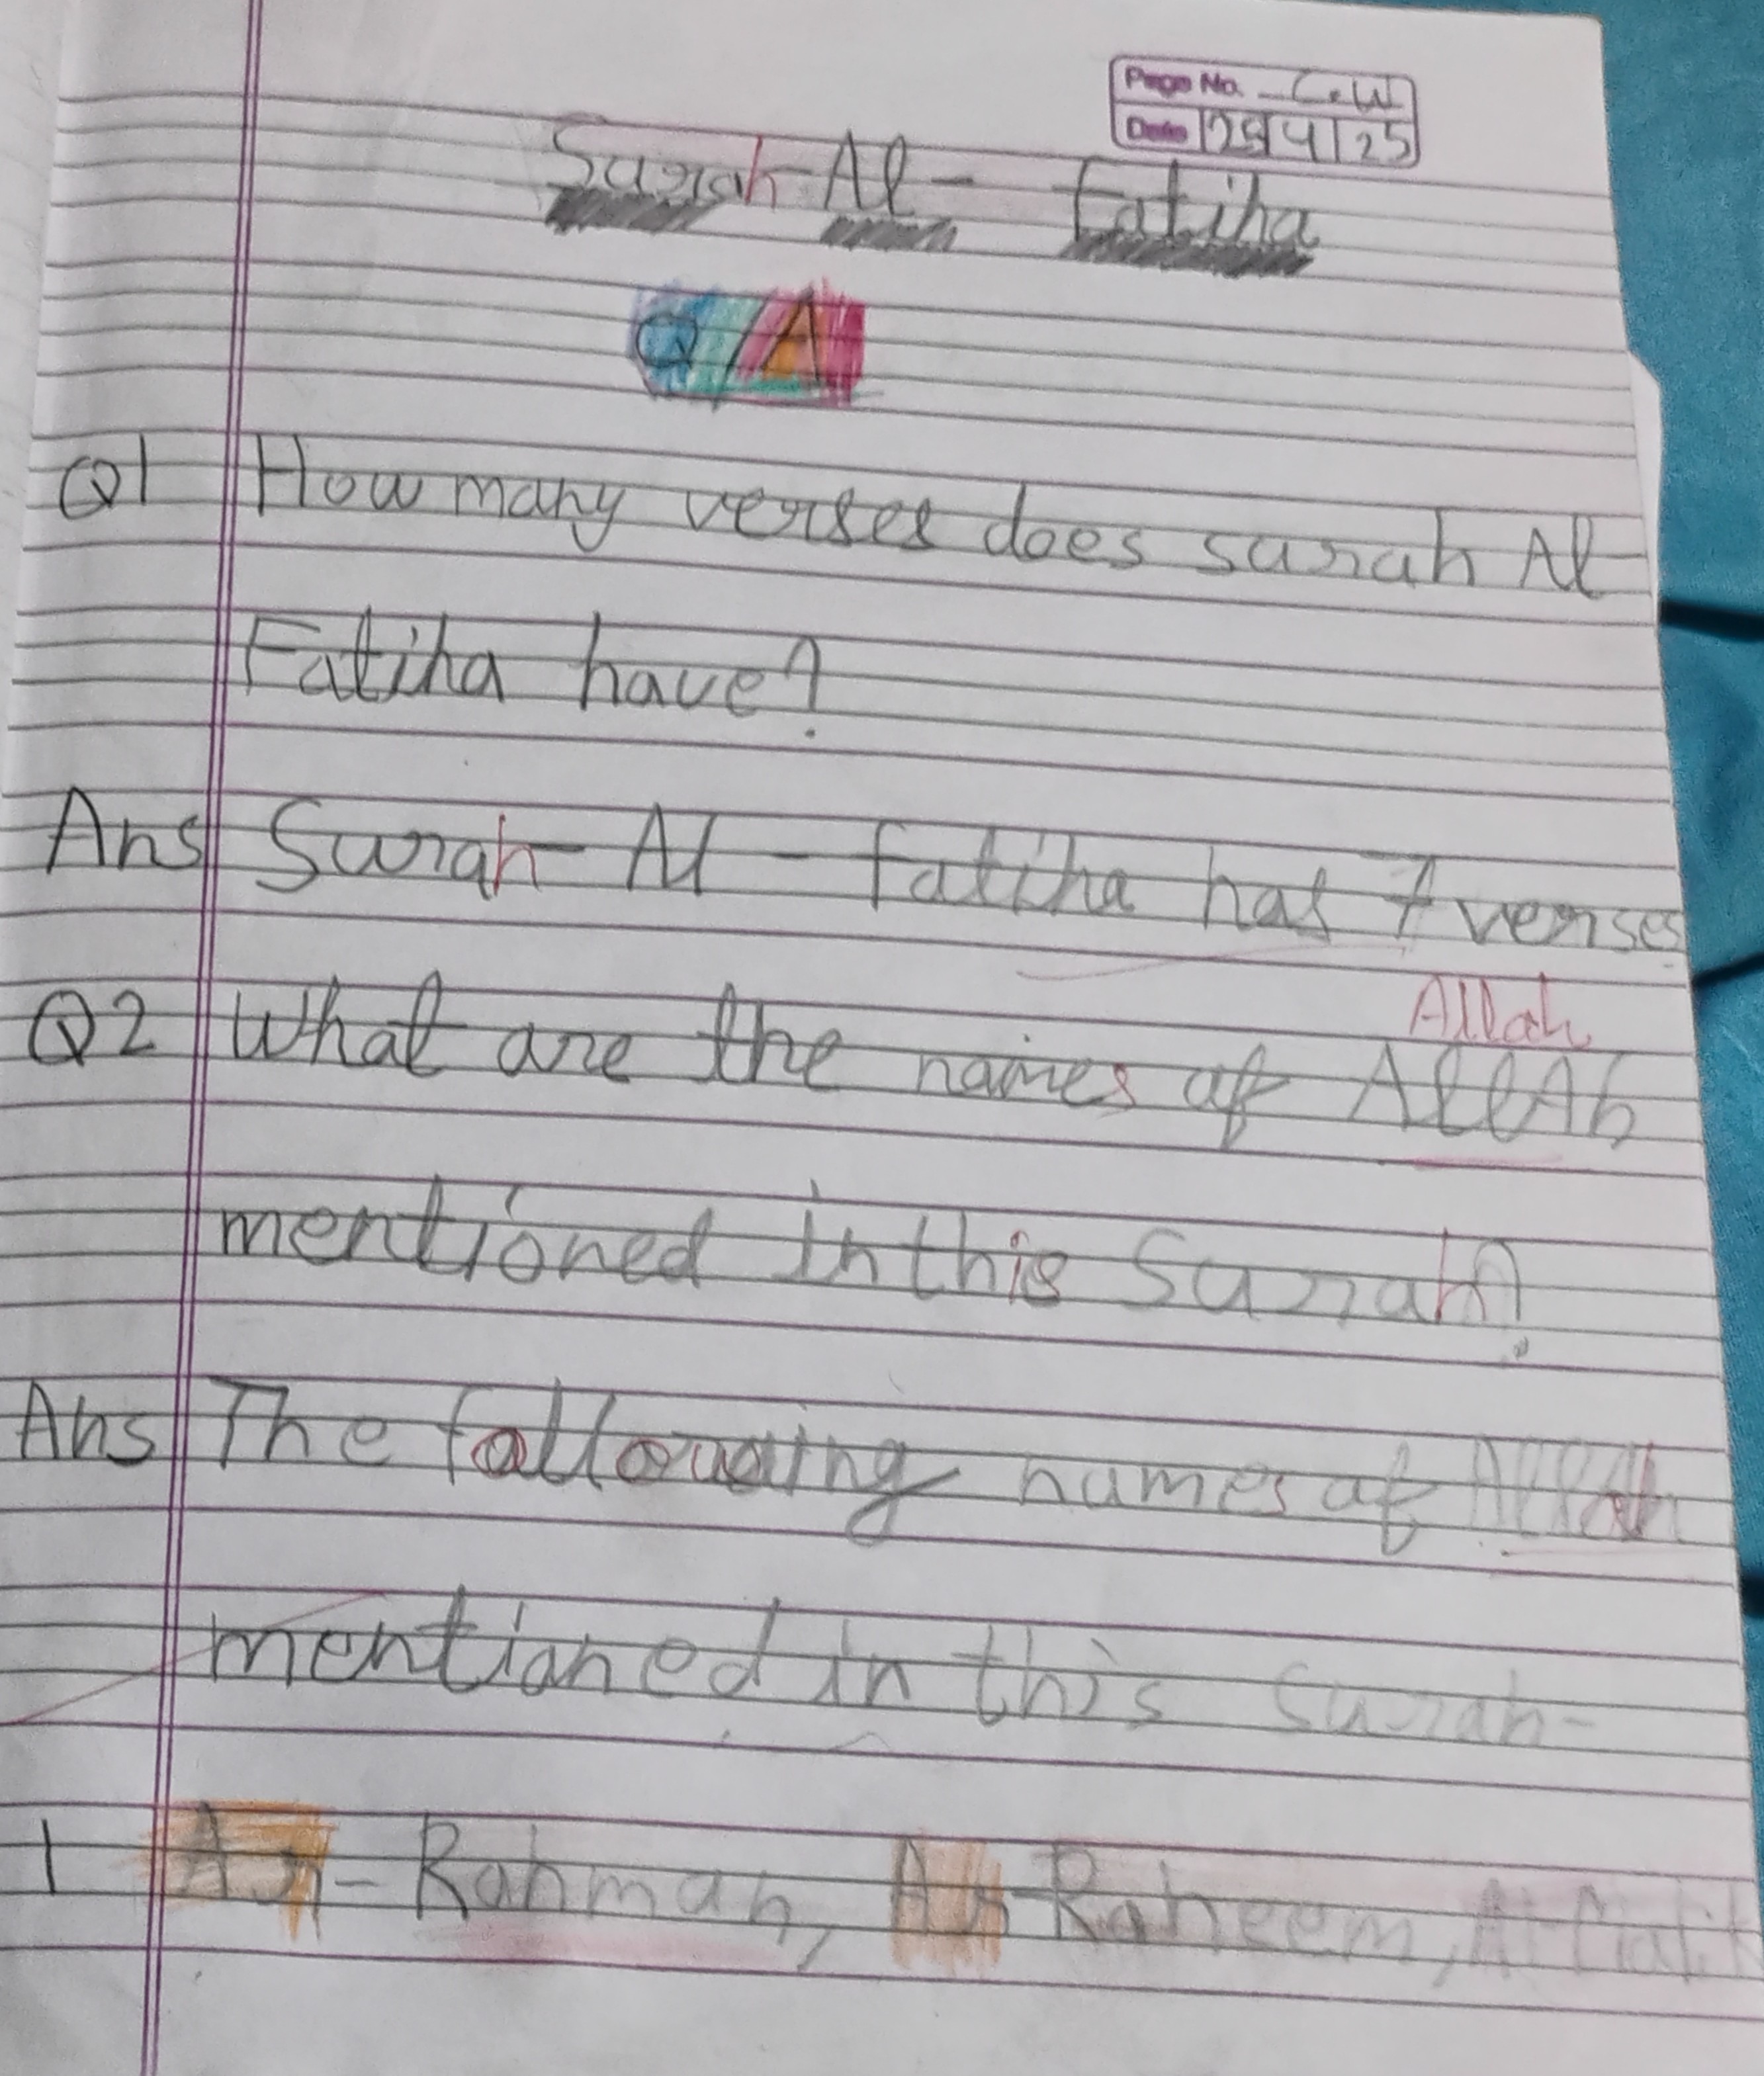 Page No. C.W
Date 25/4/25
Surah-Al-Fatiha
Q/A
Q1 How many verses does surah Al-
Fatiha have?
Ans Surah-Al-Fatiha has 7 verses
Allah
Q2 What are the names of AllAh
mentioned in this Surah?
Ans The following names of Allah
mentioned in this Surah-
1 Ar-Rahman, Ar-Raheem, Al-Malik